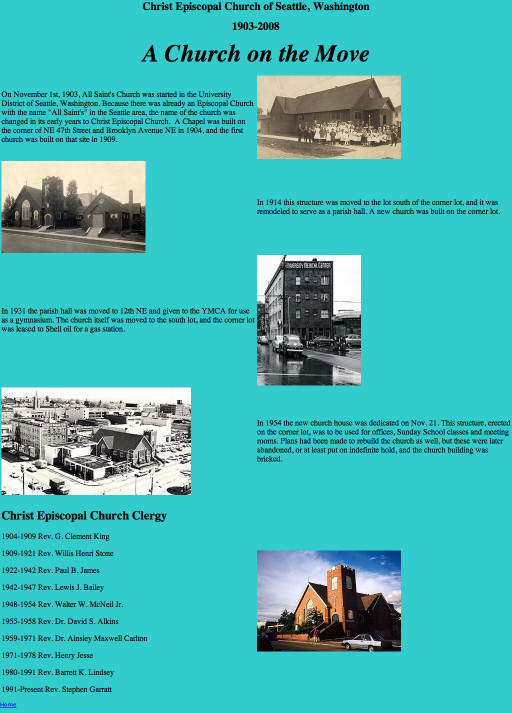 Christ Episcopal Church of Seattle, Washington
1903-2008
A Church on the Move
On November 1st, 1903, All Saint's Church was started in the University
District of Seattle, Washington. Because there was already an Episcopal Church
with the name "All Saint's" in the Seattle area, the name of the church was
changed in its early years to Christ Episcopal Church. A Chapel was built on
the corner of NE 47th Street and Brooklyn Avenue NE in 1904, and the first
church was built on that site in 1909.
In 1914 this structure was moved to the lot south of the corner lot, and it was
remodeled to serve as a parish hall. A new church was built on the corner lot.
UNIVERSITY MEDICAL CENTER
In 1931 the parish hall was moved to 12th NE and given to the YMCA for use
as a gymnasium. The church itself was moved to the south lot, and the corner lot
was leased to Shell oil for a gas station.
In 1954 the new church house was dedicated on Nov. 21. This structure, erected
on the corner lot, was to be used for offices, Sunday School classes and meeting
rooms. Plans had been made to rebuild the church as well, but these were later
abandoned, or at least put on indefinite hold, and the church building was
bricked.
Christ Episcopal Church Clergy
1904-1909 Rev. G. Clement King
1909-1921 Rev. Willis Henri Stone
1922-1942 Rev. Paul B. James
1942-1947 Rev. Lewis J. Bailey
1948-1954 Rev. Walter W. McNeil Jr.
1955-1958 Rev. Dr. David S. Alkins
1959-1971 Rev. Dr. Ainsley Maxwell Carlton
1971-1978 Rev. Henry Jesse
1980-1991 Rev. Barrett K. Lindsey
1991-Present Rev. Stephen Garratt
Home